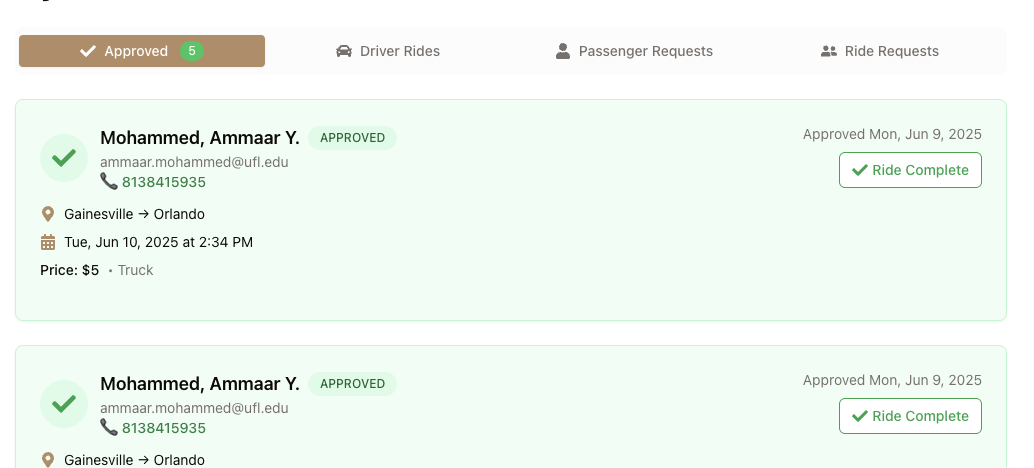 Approved 5 Driver Rides Passenger Requests Ride Requests
Mohammed, Ammaar Y. APPROVED Approved Mon, Jun 9, 2025
ammaar.mohammed@ufl.edu Ride Complete
8138415935
Gainesville → Orlando
Tue, Jun 10, 2025 at 2:34 PM
Price: $5 • Truck
Mohammed, Ammaar Y. APPROVED Approved Mon, Jun 9, 2025
ammaar.mohammed@ufl.edu Ride Complete
8138415935
Gainesville → Orlando